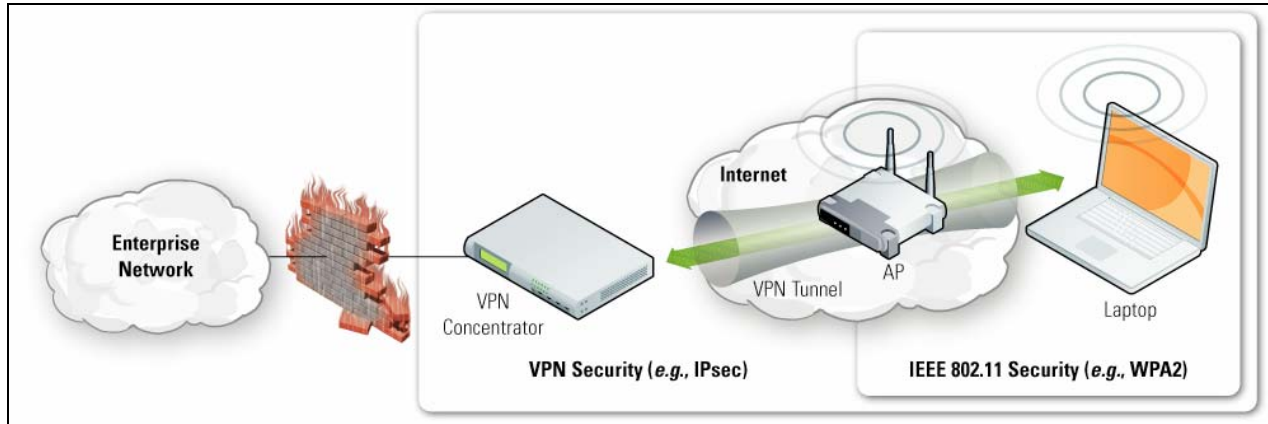 Enterprise
Network
VPN
Concentrator
Internet
VPN Tunnel
AP
Laptop
VPN Security (e.g., IPsec)
IEEE 802.11 Security (e.g., WPA2)